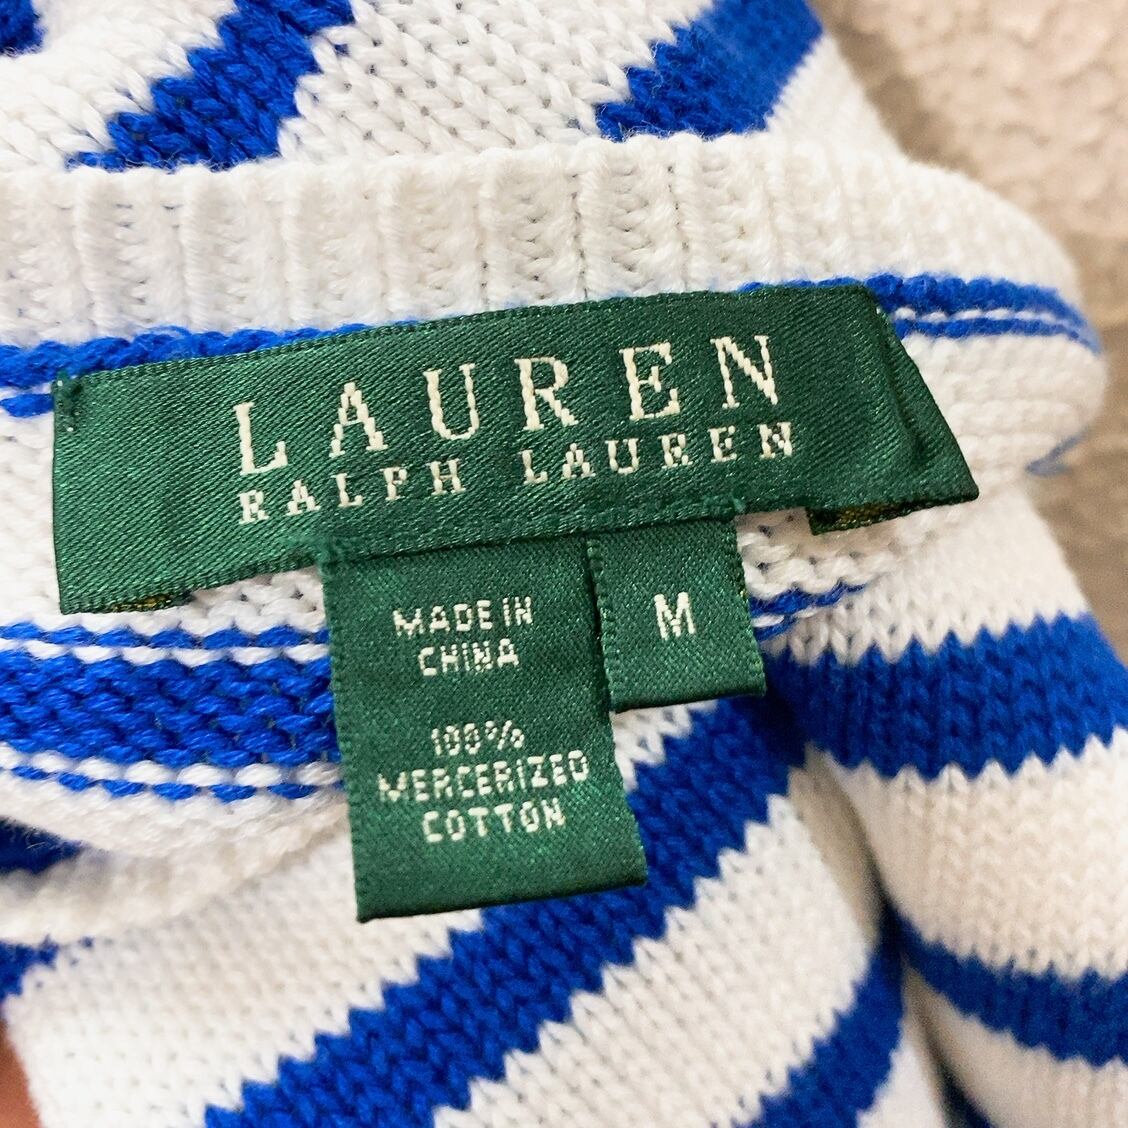 LAUREN
RALPH LAUREN
MADE IN
CHINA
100%
MERCERIZED
COTTON
M